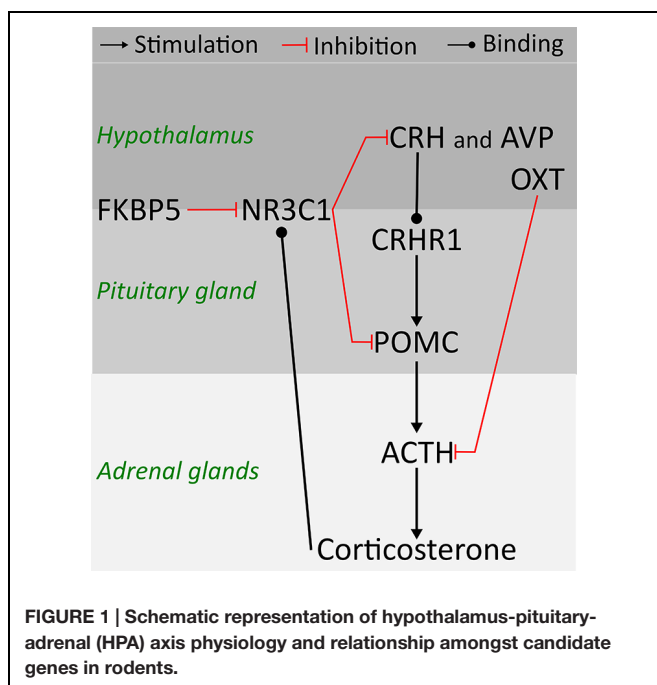 Stimulation Inhibition Binding
Hypothalamus
CRH and AVP
OXT
FKBP5 NR3C1
CRHR1
Pituitary gland
POMC
ACTH
Adrenal glands
Corticosterone
FIGURE 1 | Schematic representation of hypothalamus-pituitary-
adrenal (HPA) axis physiology and relationship amongst candidate
genes in rodents.